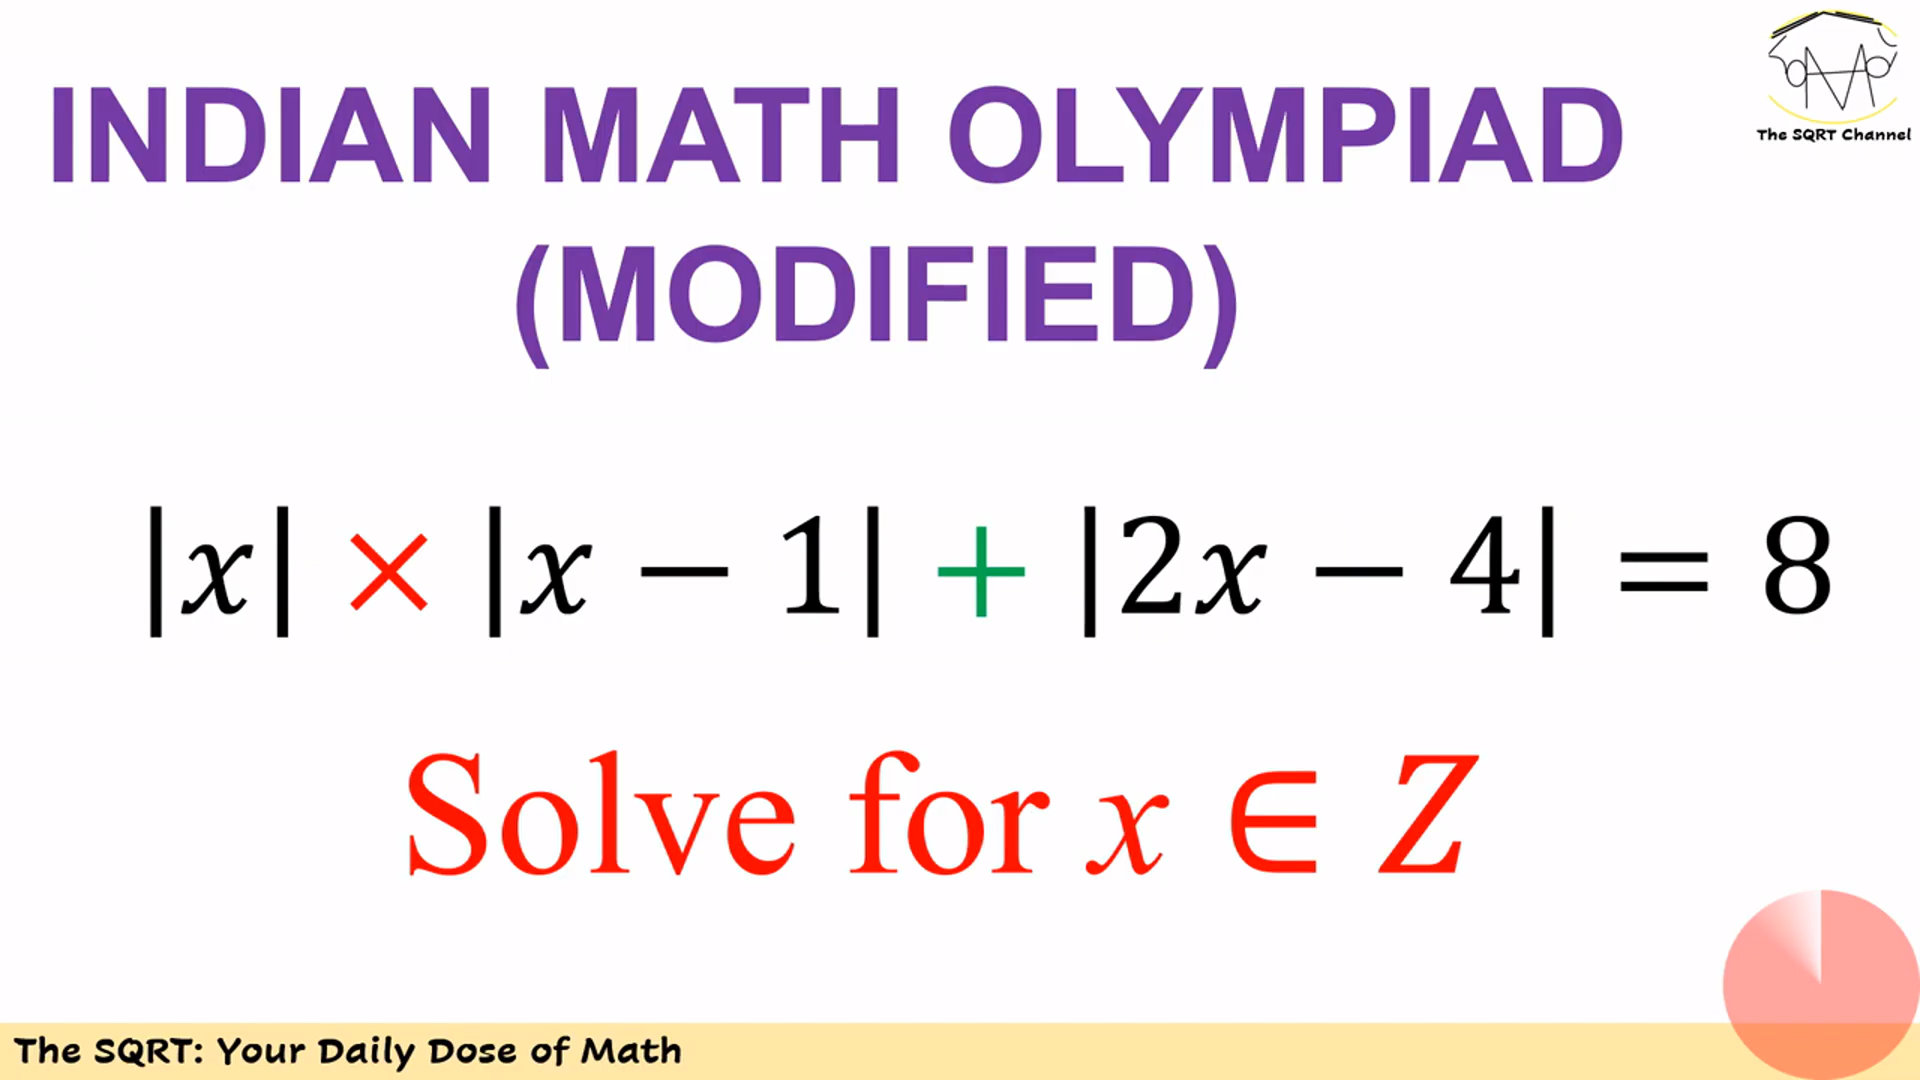 INDIAN MATH OLYMPIAD
(MODIFIED)
The SQRT Channel
|x| × |x − 1| + |2x − 4| = 8
Solve for x ∈ Z
The SQRT: Your Daily Dose of Math